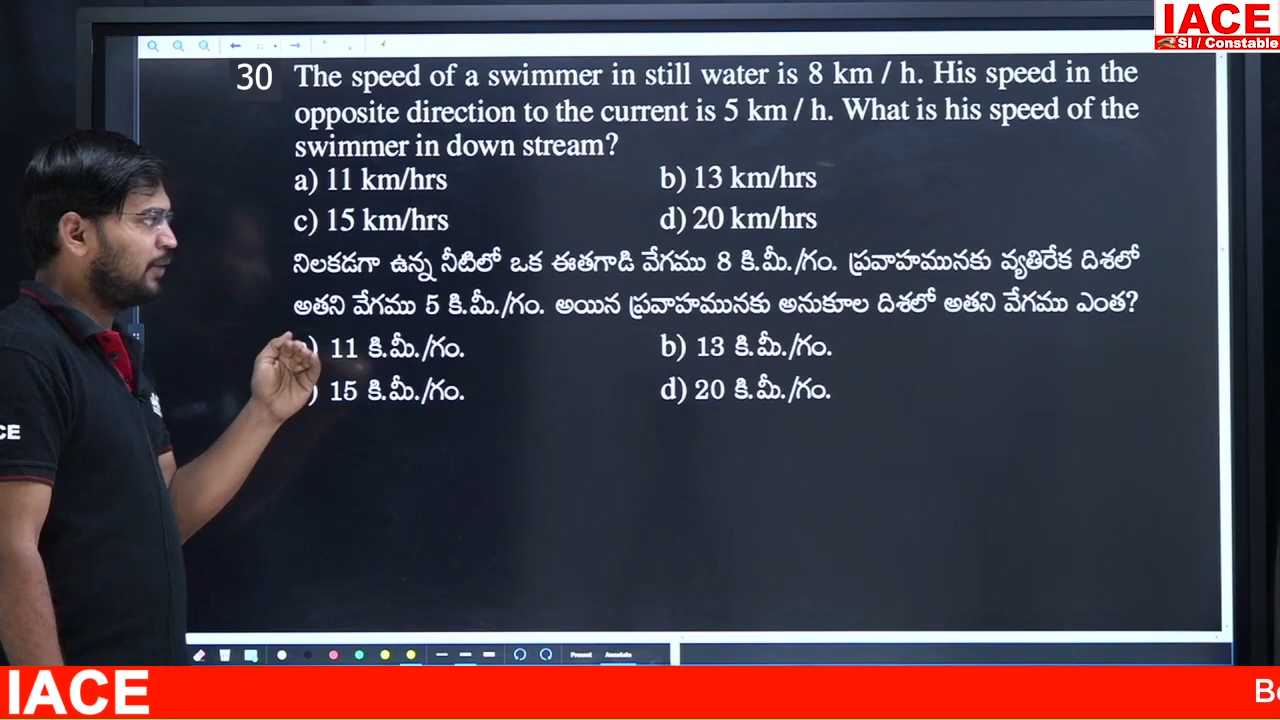 IACE
SI / Constable
30 The speed of a swimmer in still water is 8 km / h. His speed in the
opposite direction to the current is 5 km / h. What is his speed of the
swimmer in down stream?
a) 11 km/hrs b) 13 km/hrs
c) 15 km/hrs d) 20 km/hrs
నిలకడగా ఉన్న నీటిలో ఒక ఈతగాడి వేగము 8 కి.మీ./గం. ప్రవాహమునకు వ్యతిరేక దిశలో
అతని వేగము 5 కి.మీ./గం. అయిన ప్రవాహమునకు అనుకూల దిశలో అతని వేగము ఎంత?
) 11 కి.మీ./గం. b) 13 కి.మీ./గం.
) 15 కి.మీ./గం. d) 20 కి.మీ./గం.
CE
Present Annotate
IACE